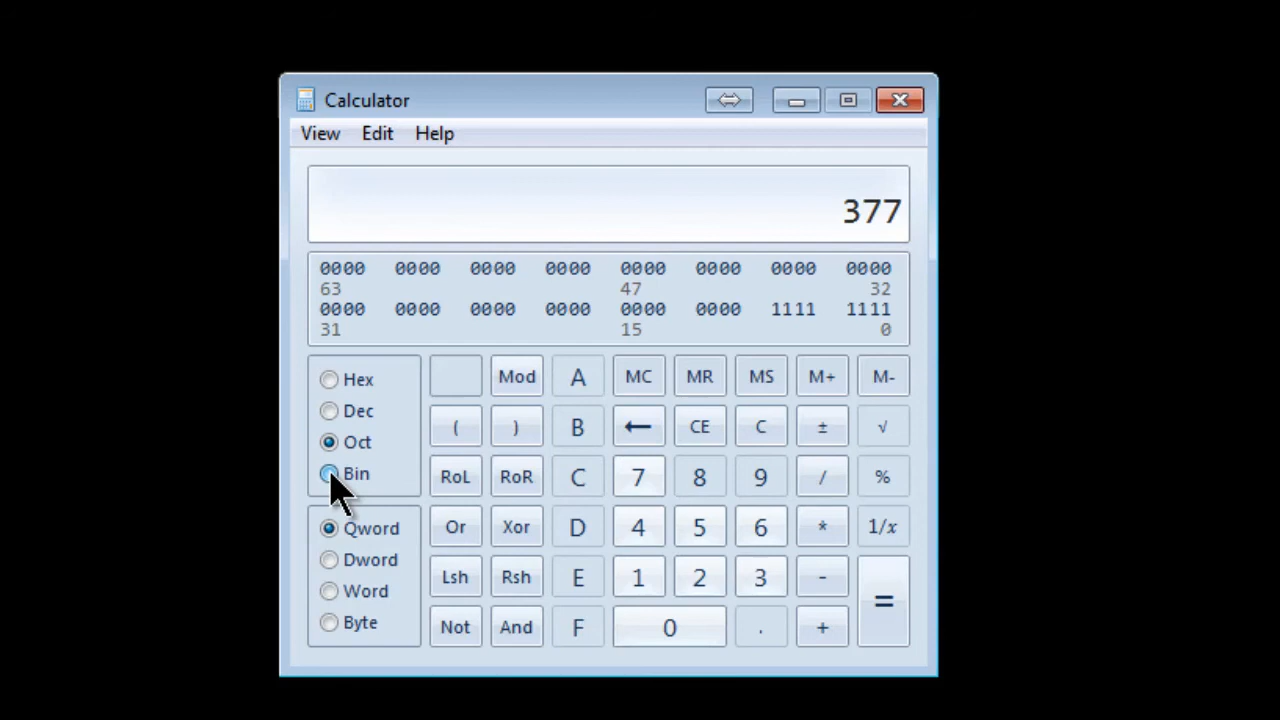 Calculator
View Edit Help
377
0000 0000 0000 0000 0000 0000 0000 0000
63 47 32
0000 0000 0000 0000 0000 0000 1111 1111
31 15 0
Hex Mod A MC MR MS M+ M-
Dec ( ) B ← CE C ± √
Oct
Bin RoL RoR C 7 8 9 / %
Qword Or Xor D 4 5 6 * 1/x
Dword
Word Lsh Rsh E 1 2 3 - =
Byte Not And F 0 . +